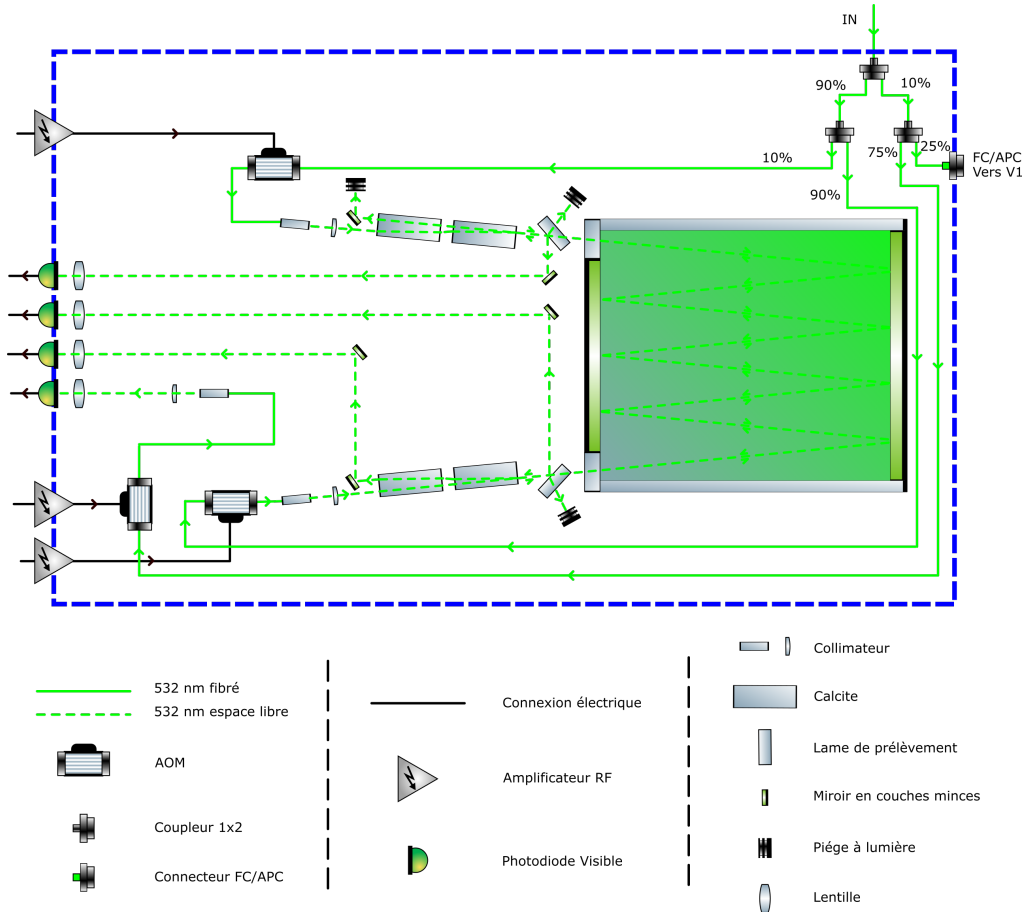 IN
90%
10%
10%
75%
25%
FC/APC
Vers V1
90%
532 nm fibré
532 nm espace libre
AOM
Coupleur 1x2
Connecteur FC/APC
Connexion électrique
Amplificateur RF
Photodiode Visible
Collimateur
Calcite
Lame de prélèvement
Miroir en couches minces
Piége à lumière
Lentille